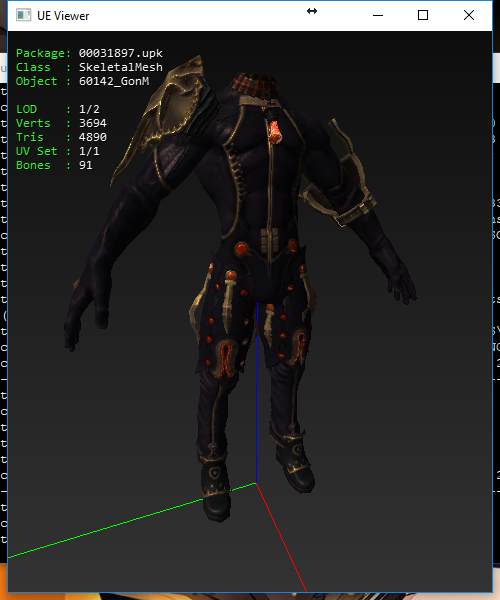 UE Viewer
Package: 00031897.upk
Class : SkeletalMesh
Object : 60142_GonM
LOD : 1/2
Verts : 3694
Tris : 4890
UV Set : 1/1
Bones : 91